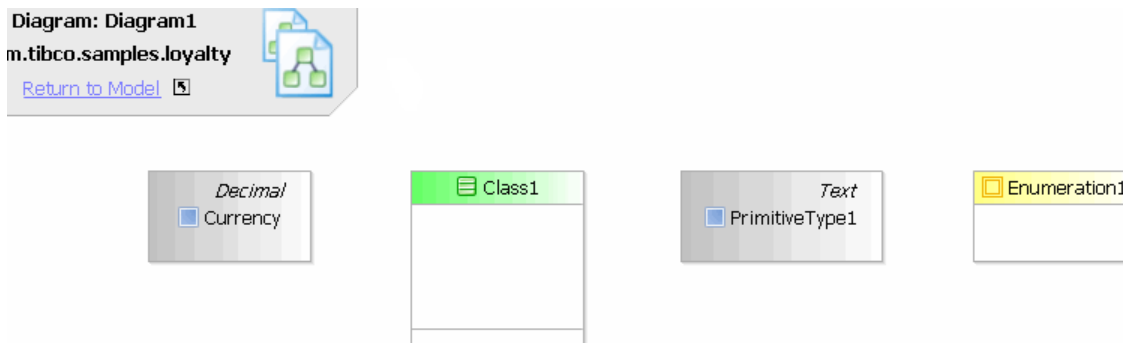 Diagram: Diagram1
m.tibco.samples.loyalty
Return to Model
Decimal
Currency
Class1
Text
PrimitiveType1
Enumeration1